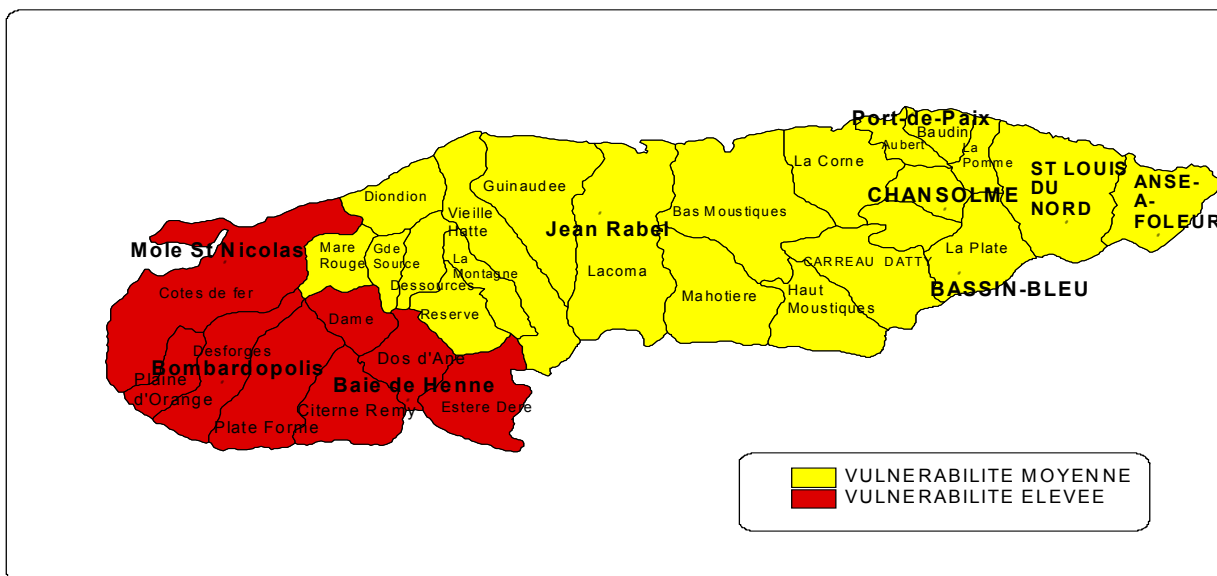 Port-de-Paix
Baudin
Aubert
La
Pomme
La Corne
ST LOUIS
DU
NORD
ANSE-
A-
FOLEUR
CHANSOLME
Guinaudee
Diondion
Vieille
Hatte
Bas Moustiques
Jean Rabel
Mole St Nicolas
Mare
Rouge
Gde
Source
La
Montagne
La Plate
CARREAU DATTY
Lacoma
Dessources
Haut
Moustiques
BASSIN-BLEU
Cotes de fer
Mahotiere
Reserve
Dame
Desforges
Bombardopolis
Dos d'Ane
Plaine
d'Orange
Baie de Henne
Citerne Remy
Estere Dere
Plate Forme
VULNERABILITE MOYENNE
VULNERABILITE ELEVEE